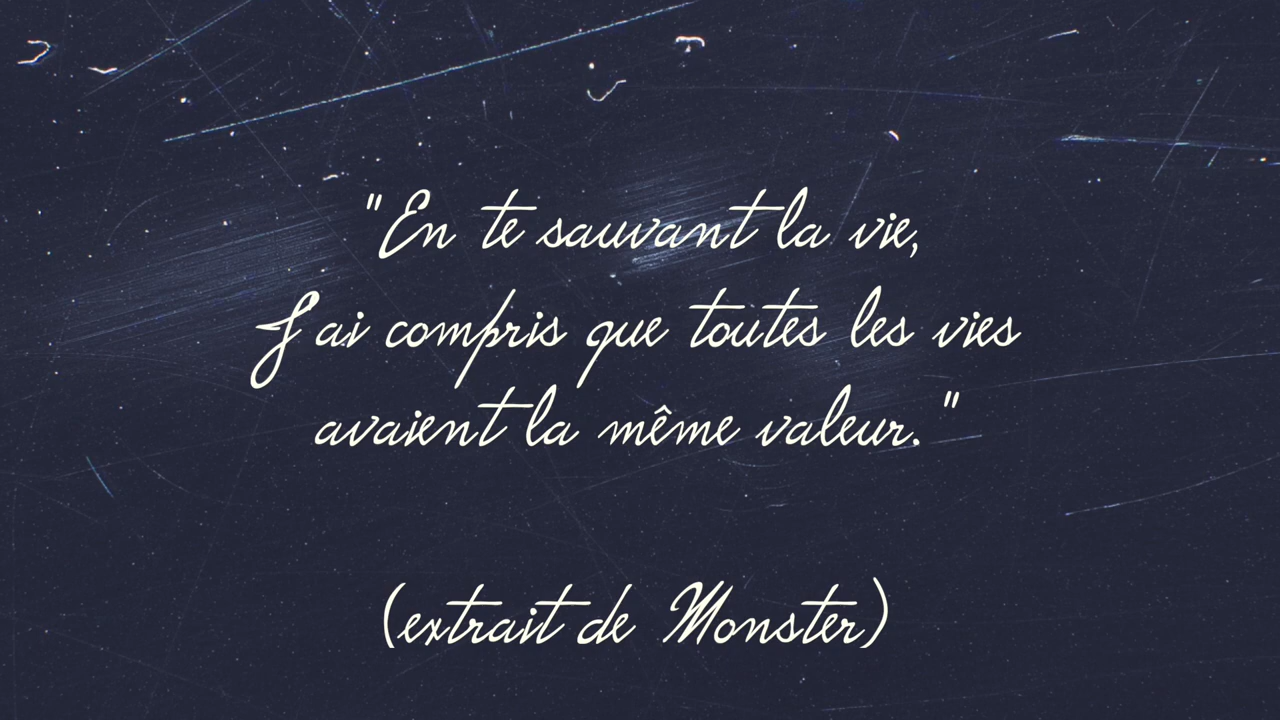 "En te sauvant la vie,
J'ai compris que toutes les vies
avaient la même valeur."
(extrait de Monster)